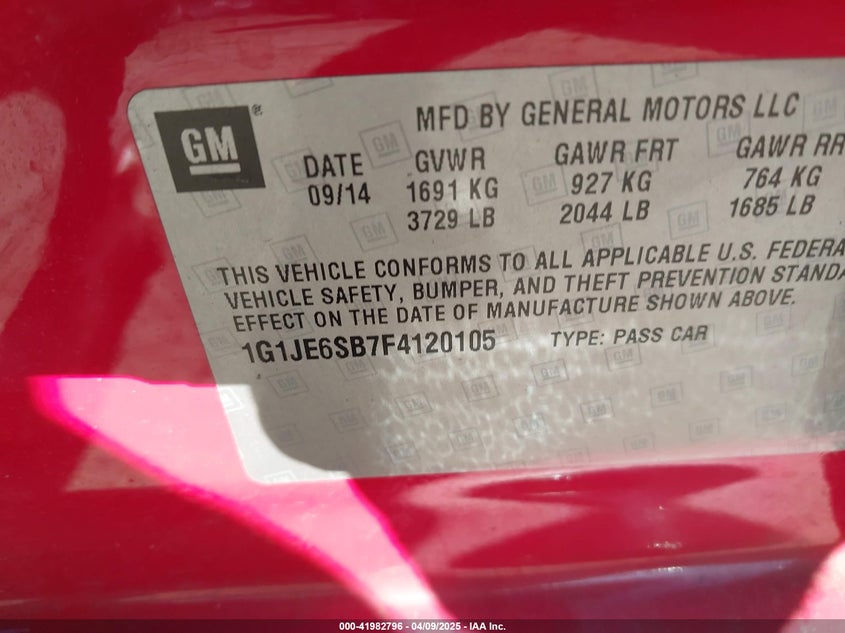 GM ®
MFD BY GENERAL MOTORS LLC
DATE GVWR GAWR FRT GAWR RR
09/14 1691 KG 927 KG 764 KG
3729 LB 2044 LB 1685 LB
THIS VEHICLE CONFORMS TO ALL APPLICABLE U.S. FEDERA
VEHICLE SAFETY, BUMPER, AND THEFT PREVENTION STANDA
EFFECT ON THE DATE OF MANUFACTURE SHOWN ABOVE.
1G1JE6SB7F4120105 TYPE: PASS CAR
000-41982796 - 04/09/2025 - IAA Inc.